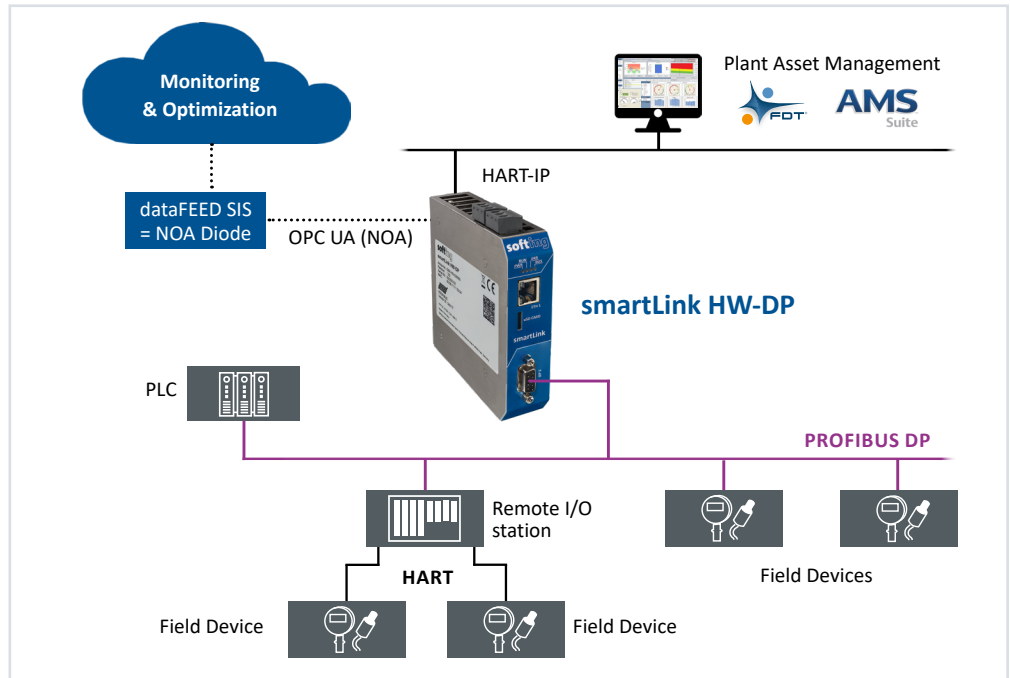 Monitoring
& Optimization
Plant Asset Management
FDT
AMS
Suite
HART-IP
dataFEED SIS
= NOA Diode
OPC UA (NOA)
softing
smartLink
smartLink HW-DP
PLC
PROFIBUS DP
Remote I/O
station
HART
Field Devices
Field Device
Field Device